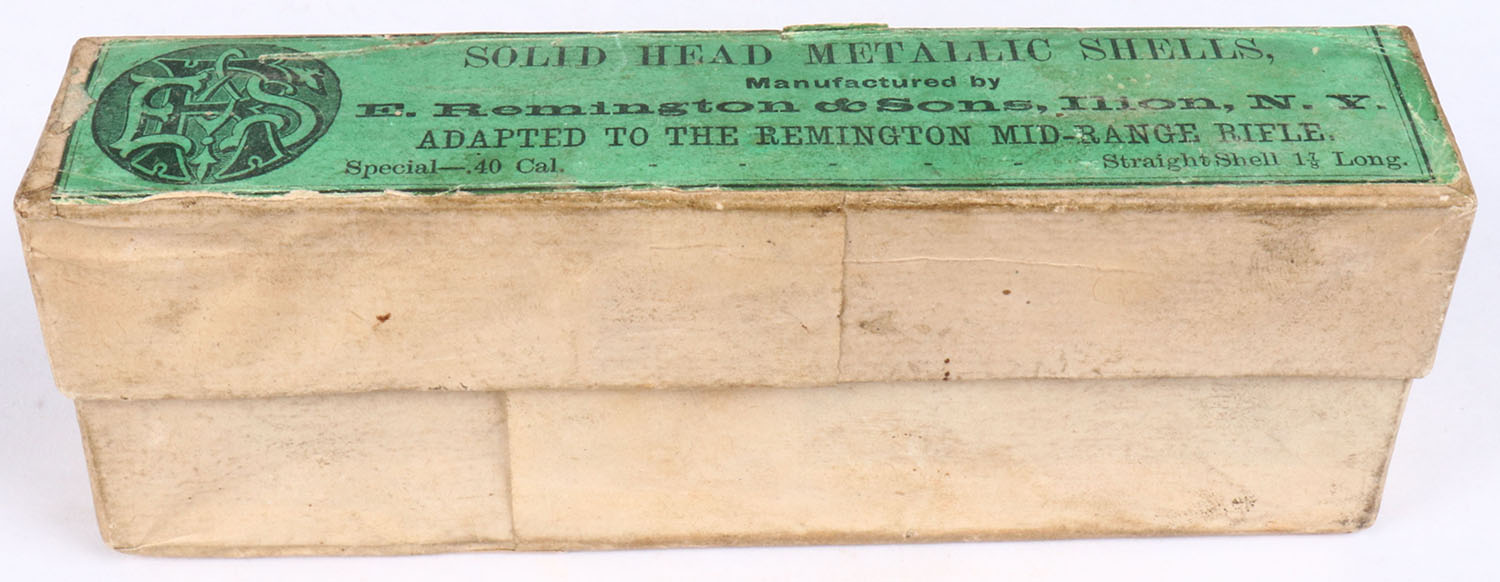 SOLID HEAD METALLIC SHELLS,
Manufactured by
E. Remington & Sons, Ilion, N. Y.
ADAPTED TO THE REMINGTON MID-RANGE RIFLE.
Special—.40 Cal. - - - - - Straight Shell 1⅞ Long.